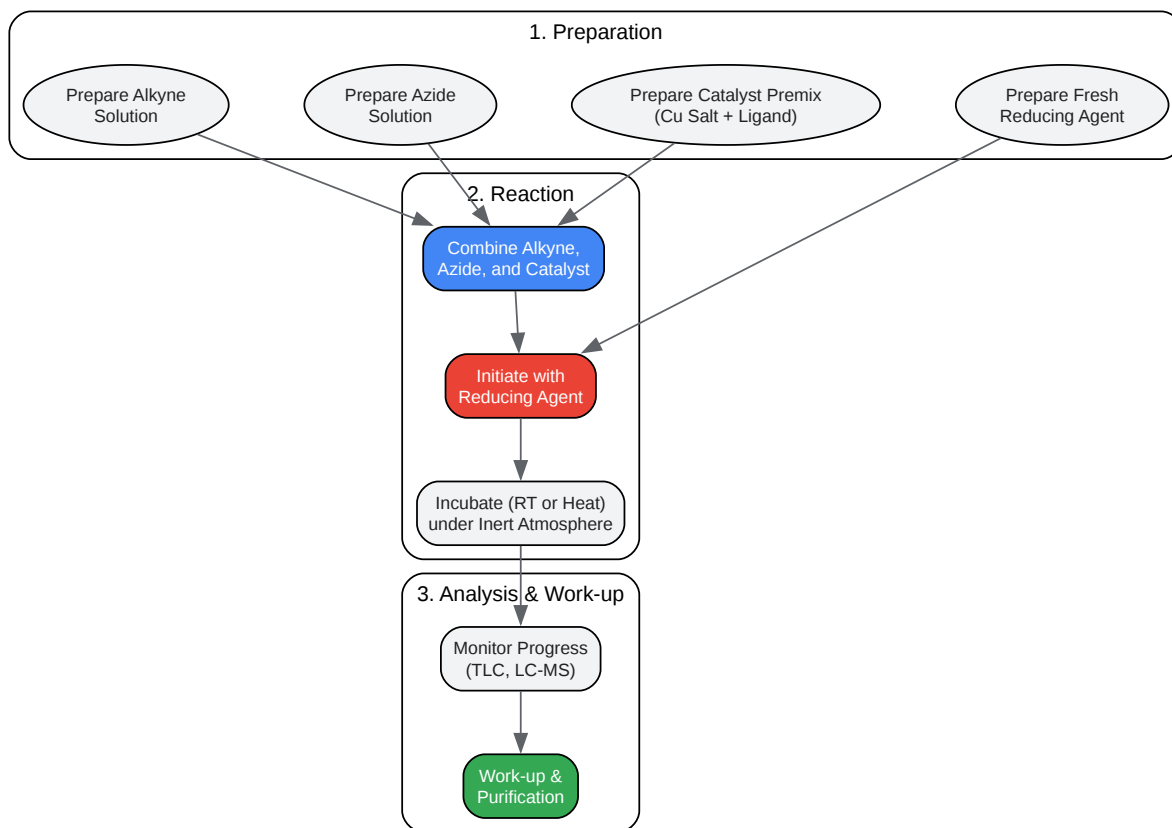 1. Preparation
Prepare Alkyne
Solution
Prepare Azide
Solution
Prepare Catalyst Premix
(Cu Salt + Ligand)
Prepare Fresh
Reducing Agent
2. Reaction
Combine Alkyne,
Azide, and Catalyst
Initiate with
Reducing Agent
Incubate (RT or Heat)
under Inert Atmosphere
3. Analysis & Work-up
Monitor Progress
(TLC, LC-MS)
Work-up &
Purification